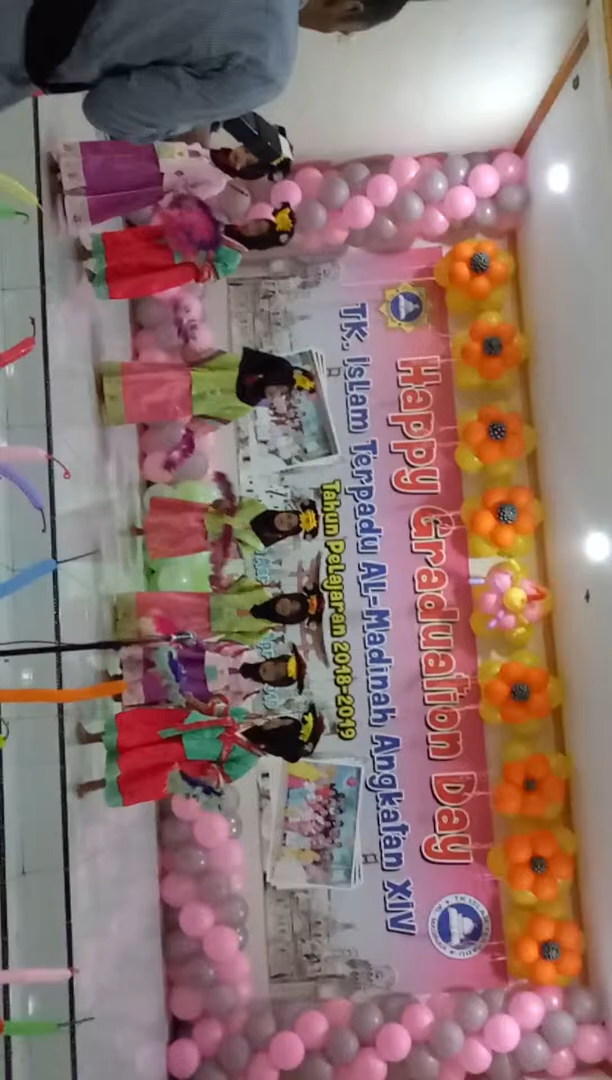 Happy Graduation Day
TK. Islam Terpadu AL-Madinah Angkatan XIV
Tahun Pelajaran 2018-2019